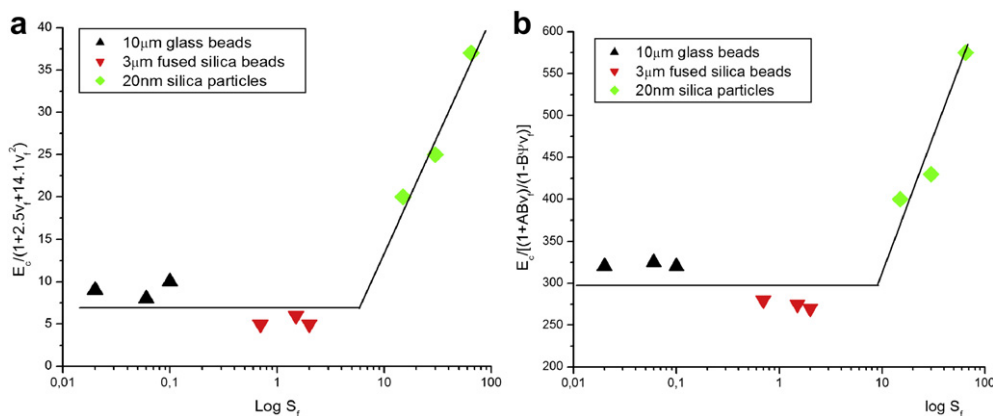 a
40
35
30
25
20
15
10
5
0
E_c/(1+2.5v_f+14.1v_f^2)
10μm glass beads
3μm fused silica beads
20nm silica particles
0,01 0,1 1 10 100
Log S_f
b
600
550
500
450
400
350
300
250
200
E_c/[(1+ABv_f)/(1-BΨv_f)]
10μm glass beads
3μm fused silica beads
20nm silica particles
0,01 0,1 1 10 100
log S_f